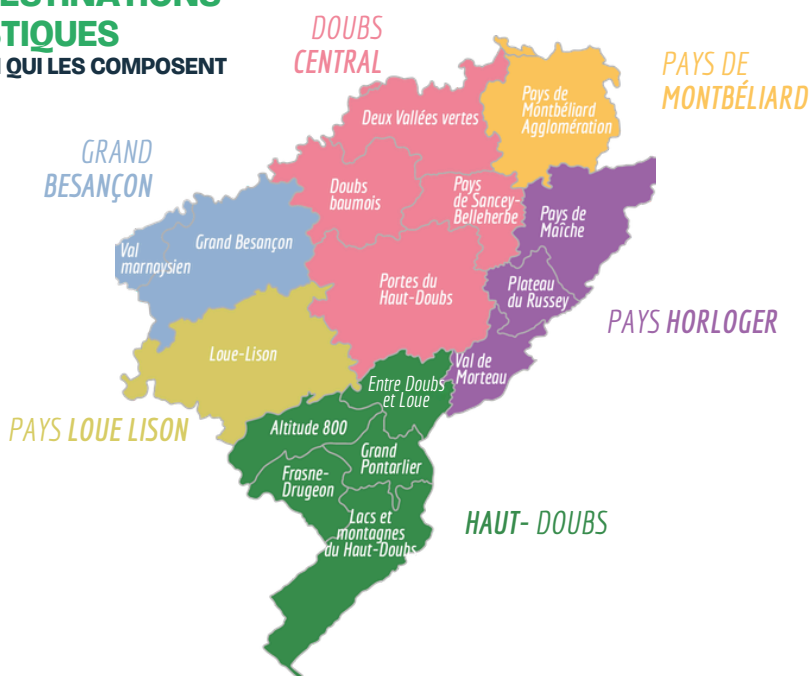 STIQUES
QUI LES COMPOSENT
DOUBS
CENTRAL
PAYS DE
MONTBÉLIARD
GRAND
BESANÇON
Deux Vallées vertes
Pays de
Montbéliard
Agglomération
Doubs
baumois
Pays
de Sancey-
Belleherbe
Pays de
Maîche
Val
marnaysien
Grand Besançon
Portes du
Haut-Doubs
Plateau
du Russey
PAYS HORLOGER
Loue-Lison
Val de
Morteau
Entre Doubs
et Loue
PAYS LOUE LISON
Altitude 800
Grand
Pontarlier
Frasne-
Drugeon
HAUT- DOUBS
Lacs et
montagnes
du Haut-Doubs